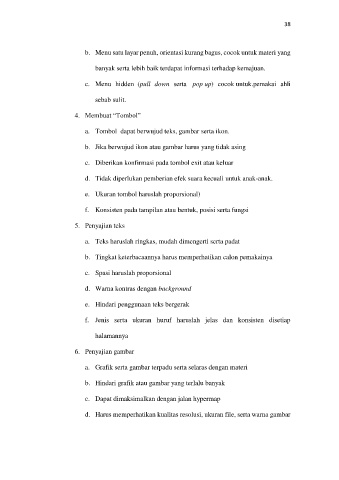 38
b. Menu satu layar penuh, orientasi kurang bagus, cocok untuk materi yang
banyak serta lebih baik terdapat informasi terhadap kemajuan.
c. Menu hidden (pull down serta pop up) cocok untuk pemakai ahli
sebab sulit.
4. Membuat “Tombol”
a. Tombol dapat berwujud teks, gambar serta ikon.
b. Jika berwujud ikon atau gambar harus yang tidak asing
c. Diberikan konfirmasi pada tombol exit atau keluar
d. Tidak diperlukan pemberian efek suara kecuali untuk anak-anak.
e. Ukuran tombol haruslah proporsional)
f. Konsisten pada tampilan atau bentuk, posisi serta fungsi
5. Penyajian teks
a. Teks haruslah ringkas, mudah dimengerti serta padat
b. Tingkat keterbacaannya harus memperhatikan calon pemakainya
c. Spasi haruslah proporsional
d. Warna kontras dengan background
e. Hindari penggunaan teks bergerak
f. Jenis serta ukuran huruf haruslah jelas dan konsisten disetiap
halamannya
6. Penyajian gambar
a. Grafik serta gambar terpadu serta selaras dengan materi
b. Hindari grafik atau gambar yang terlalu banyak
c. Dapat dimaksimalkan dengan jalan hypermap
d. Harus memperhatikan kualitas resolusi, ukuran file, serta warna gambar